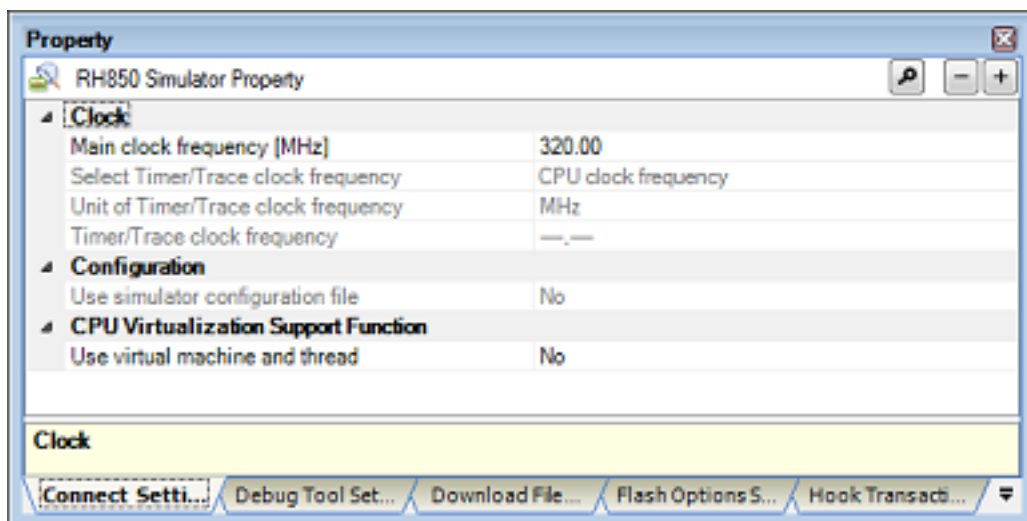 Property
RH850 Simulator Property
Clock
Main clock frequency [MHz] 320.00
Select Timer/Trace clock frequency CPU clock frequency
Unit of Timer/Trace clock frequency MHz
Timer/Trace clock frequency ---.---
Configuration
Use simulator configuration file No
CPU Virtualization Support Function
Use virtual machine and thread No
Clock
Connect Setti... Debug Tool Set... Download File... Flash Options S... Hook Transacti...